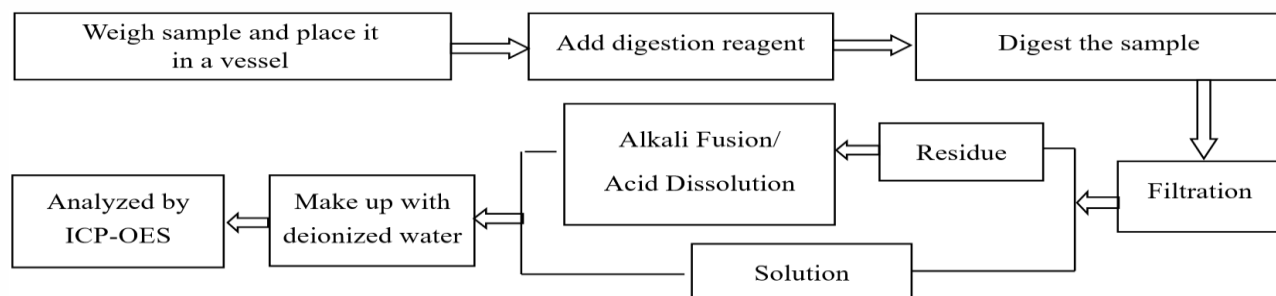 Weigh sample and place it
in a vessel
Add digestion reagent
Digest the sample
Filtration
Residue
Alkali Fusion/
Acid Dissolution
Solution
Make up with
deionized water
Analyzed by
ICP-OES